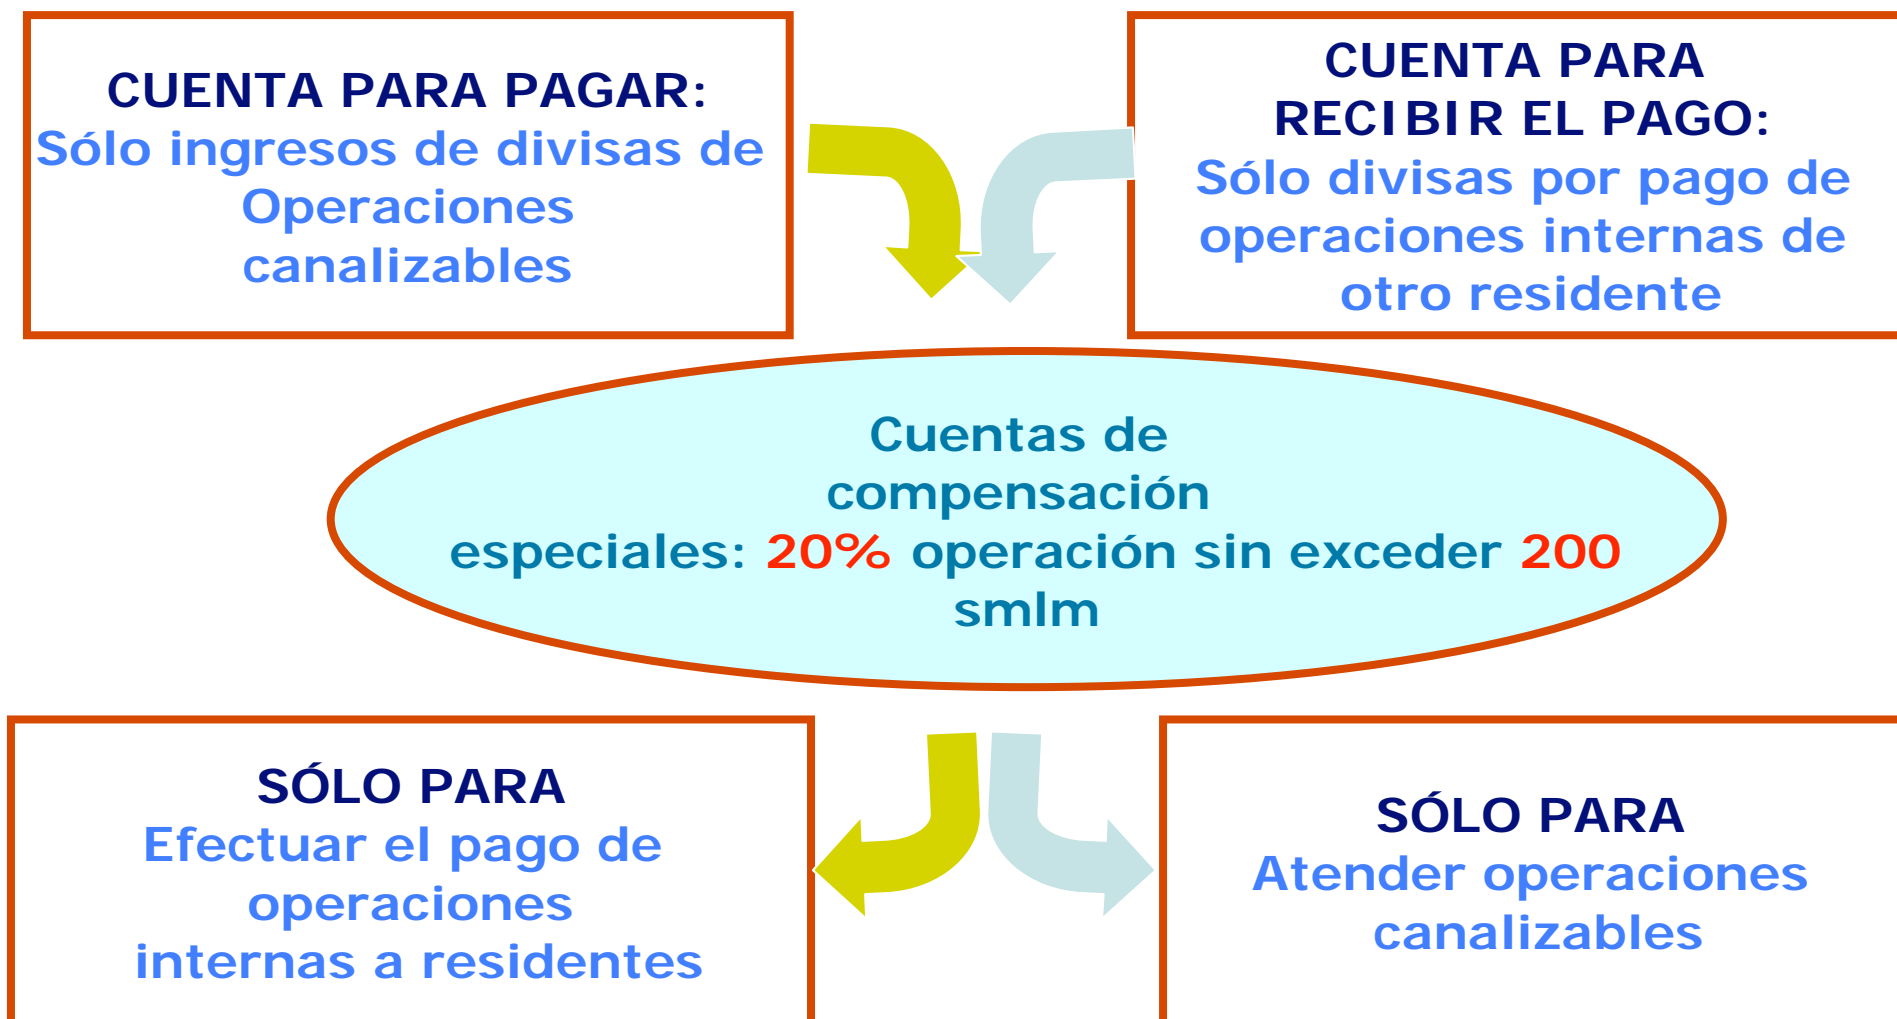 CUENTA PARA PAGAR:
Sólo ingresos de divisas de
Operaciones
canalizables
CUENTA PARA
RECIBIR EL PAGO:
Sólo divisas por pago de
operaciones internas de
otro residente
Cuentas de
compensación
especiales: 20% operación sin exceder 200
smlm
SÓLO PARA
Efectuar el pago de
operaciones
internas a residentes
SÓLO PARA
Atender operaciones
canalizables